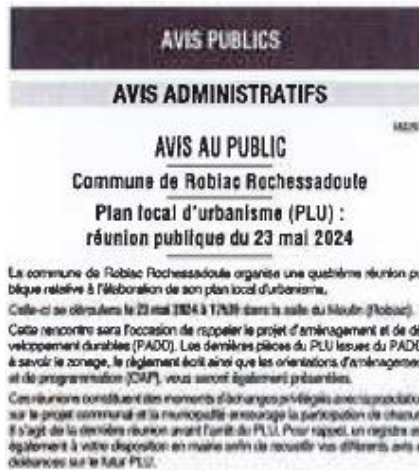 AVIS PUBLICS
AVIS ADMINISTRATIFS
AVIS AU PUBLIC
Commune de Robiac Rochessadoule
Plan local d'urbanisme (PLU) :
réunion publique du 23 mai 2024
La commune de Robiac Rochessadoule organise une quatrième réunion pu-
blique relative à l'élaboration de son plan local d'urbanisme.
Celle-ci se déroulera le 23 mai 2024 à 17h30 dans la salle du Moulin (Robiac).
Cette rencontre sera l'occasion de rappeler le projet d'aménagement et de dé-
veloppement durables (PADD). Les dernières pièces du PLU issues du PADD,
à savoir le zonage, le règlement écrit ainsi que les orientations d'aménagement
et de programmation (OAP), vous seront également présentées.
Ces réunions constituent des moments d'échanges privilégiés avec la population
sur le projet communal et la municipalité encourage la participation de chacun.
Il s'agit de la dernière réunion avant l'arrêt du PLU. Pour rappel, un registre est
également à votre disposition en mairie afin de recueillir vos différents
doléances sur le futur PLU.